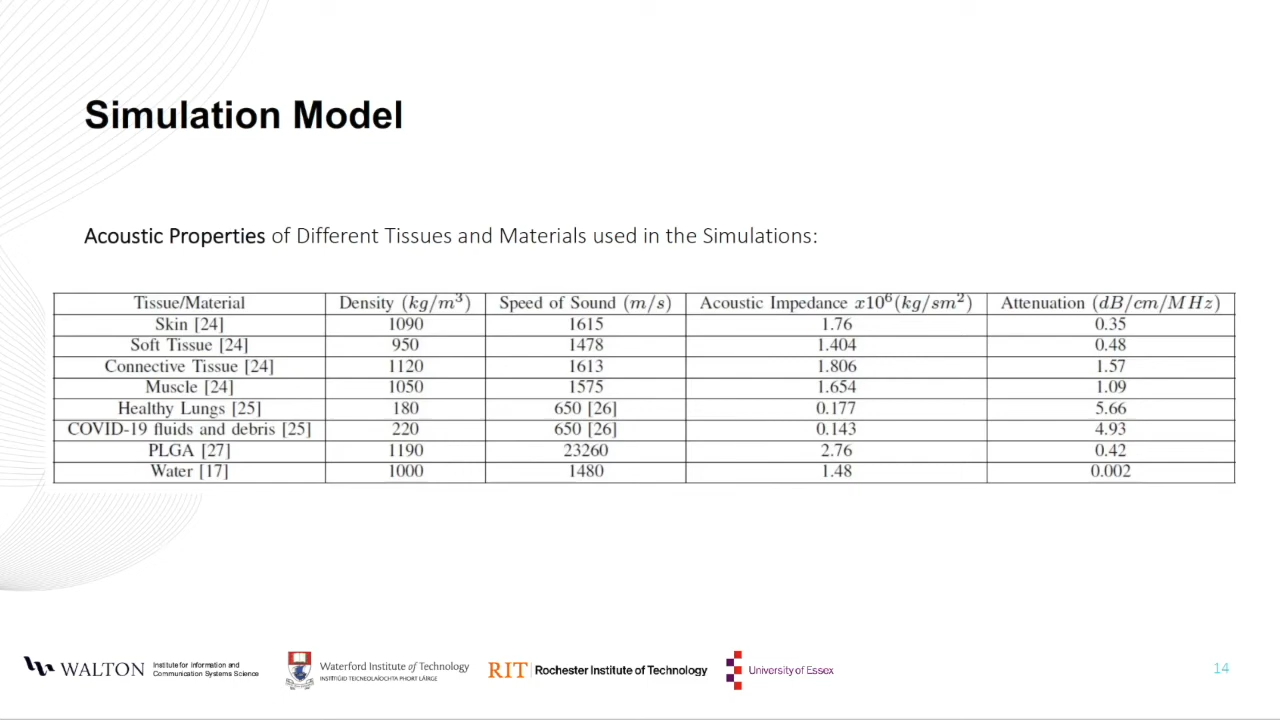 Simulation Model
Acoustic Properties of Different Tissues and Materials used in the Simulations:
Tissue/Material Density (kg/m³) Speed of Sound (m/s) Acoustic Impedance x10⁶(kg/sm²) Attenuation (dB/cm/MHz)
Skin [24] 1090 1615 1.76 0.35
Soft Tissue [24] 950 1478 1.404 0.48
Connective Tissue [24] 1120 1613 1.806 1.57
Muscle [24] 1050 1575 1.654 1.09
Healthy Lungs [25] 180 650 [26] 0.177 5.66
COVID-19 fluids and debris [25] 220 650 [26] 0.143 4.93
PLGA [27] 1190 23260 2.76 0.42
Water [17] 1000 1480 1.48 0.002
WALTON
Institute for Information and
Communication Systems Science
Waterford Institute of Technology
INSTITIÚID TEICNEOLAÍOCHTA PHORT LÁIRGE
RIT Rochester Institute of Technology
University of Essex
14